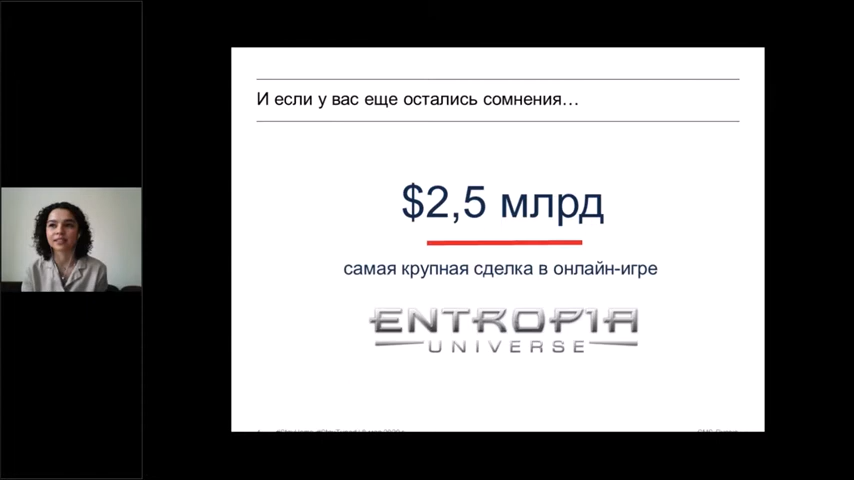 И если у вас еще остались сомнения…
$2,5 млрд
самая крупная сделка в онлайн-игре
ENTROPIA
UNIVERSE